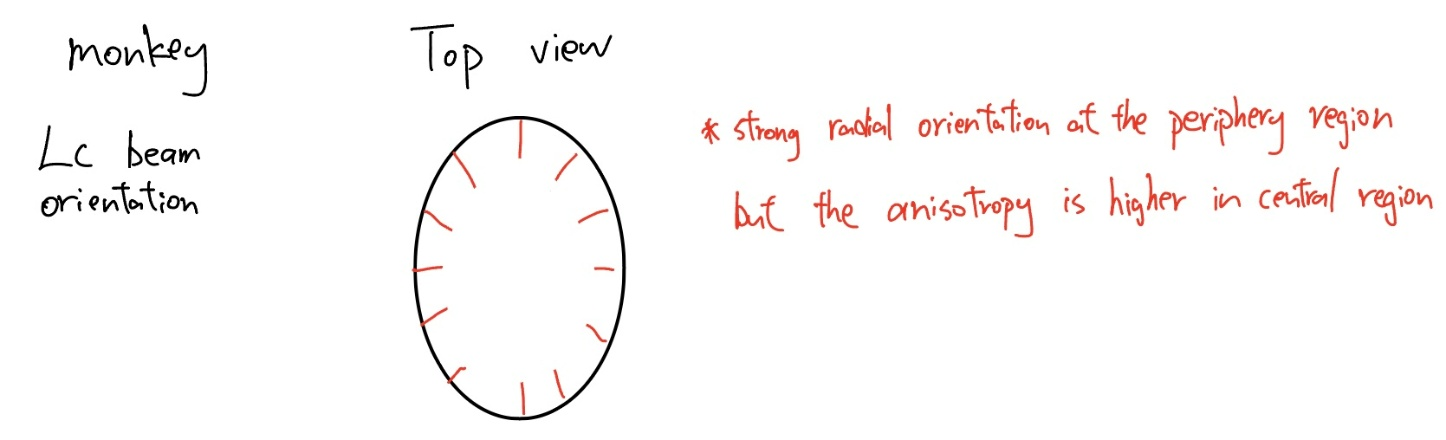 monkey
Top view
Lc beam
orientation
* strong radial orientation at the periphery region
but the anisotropy is higher in central region